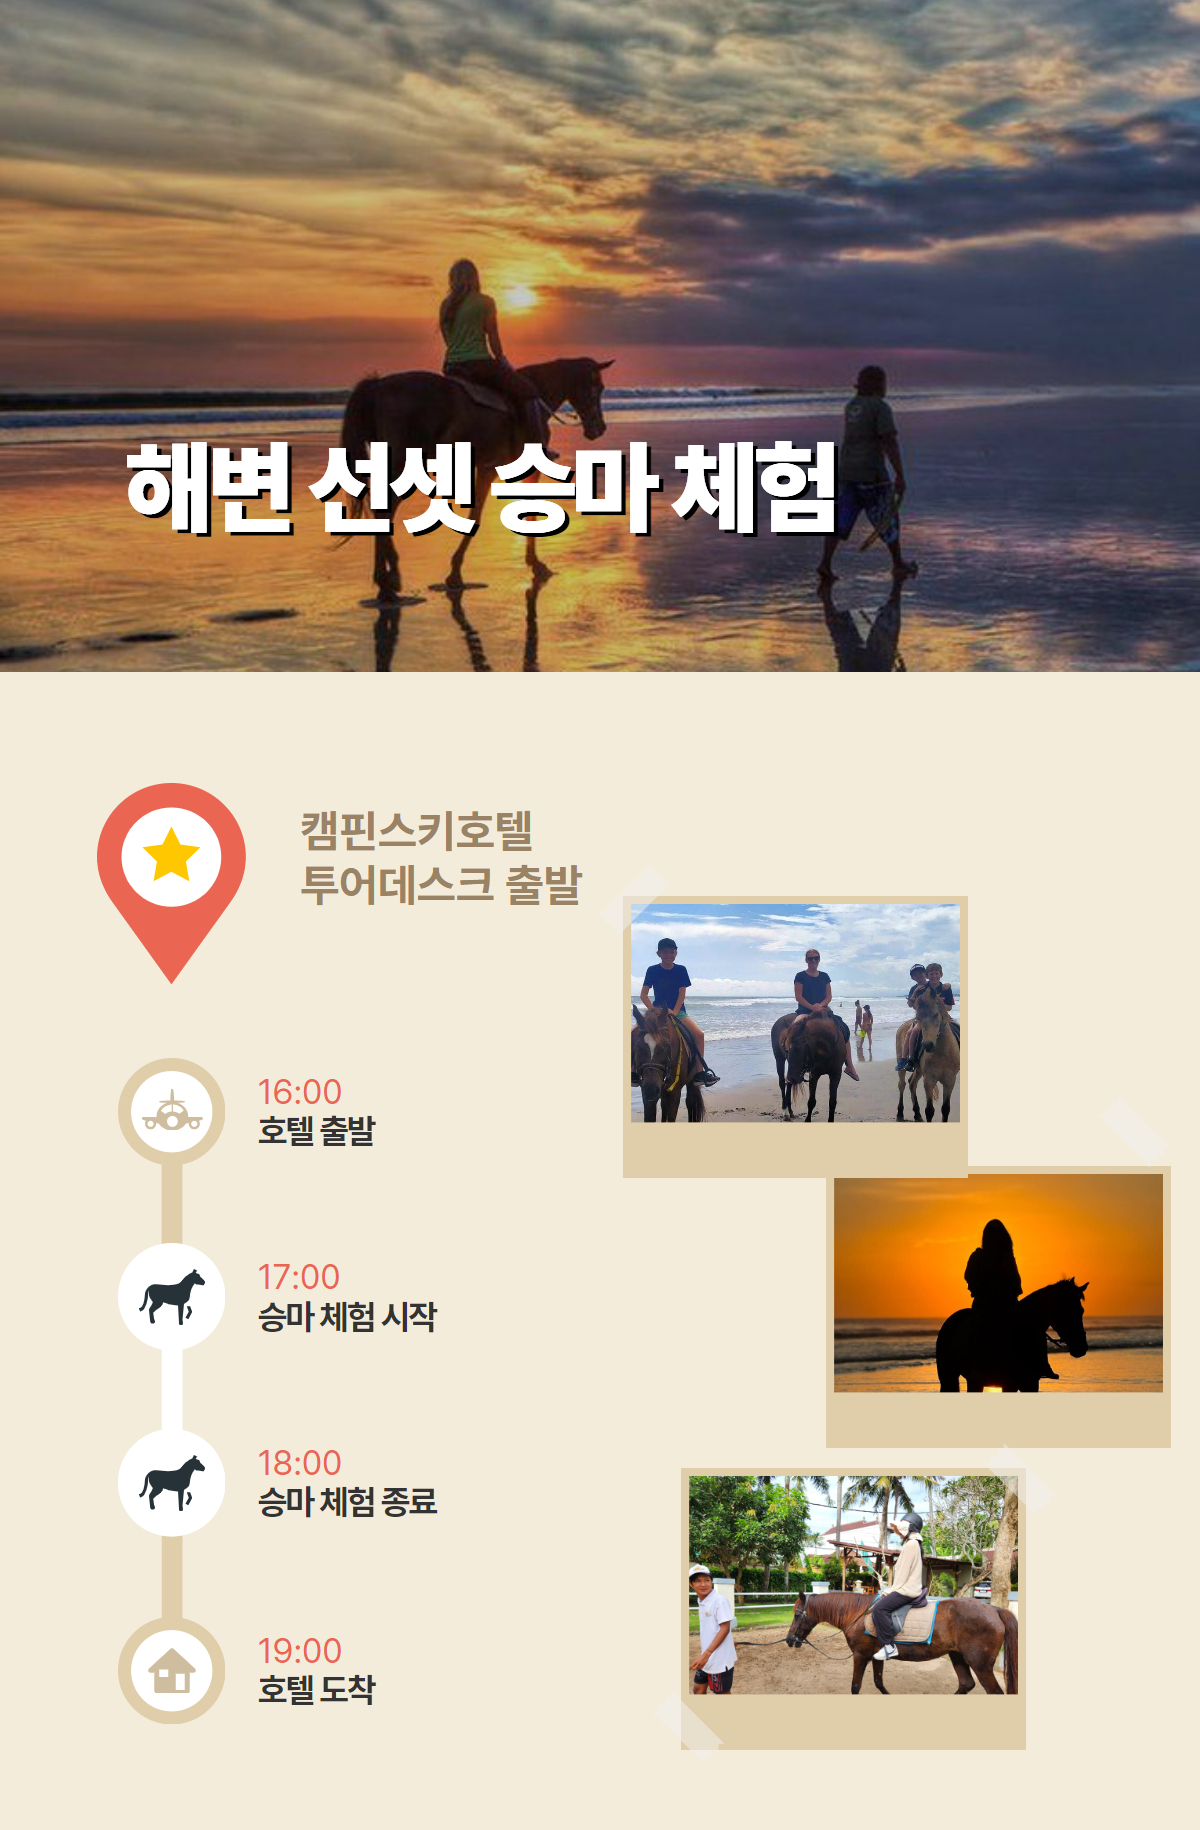 해변 선셋 승마 체험
캠핀스키호텔
투어데스크 출발
16:00
호텔 출발
17:00
승마 체험 시작
18:00
승마 체험 종료
19:00
호텔 도착